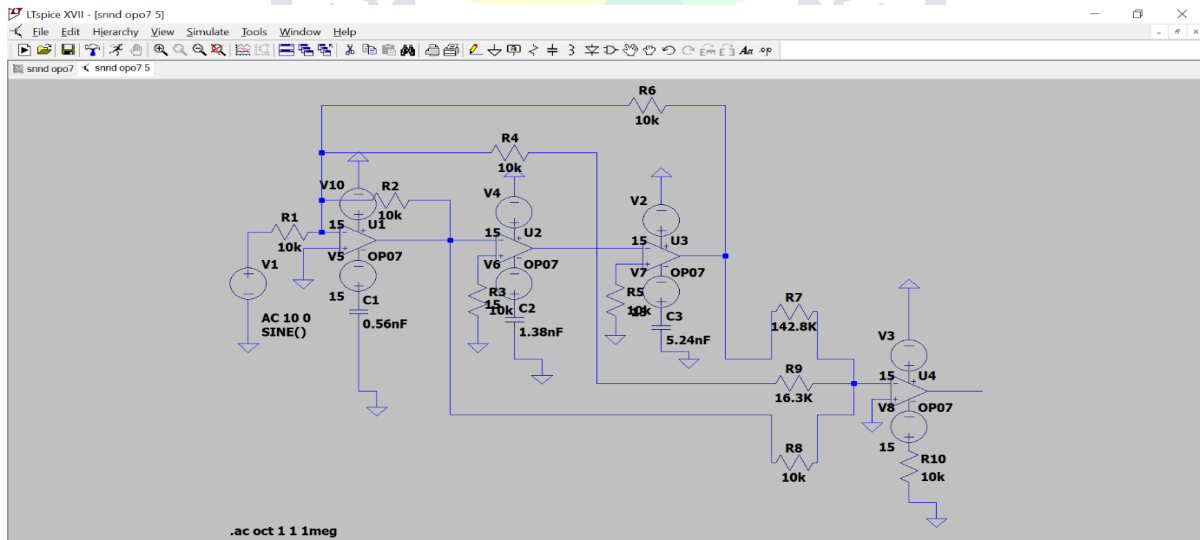 LTspice XVII - [snnd opo7 5]
File Edit Hierarchy View Simulate Tools Window Help
snnd opo7 snnd opo7 5
R6
10k
R4
10k
V10
R2
10k
V4
V2
R1
10k
15
U1
15
U2
15
U3
V1
V5
OP07
V6
OP07
V7
OP07
AC 10 0
SINE()
15
C1
0.56nF
R3
10k
15
C2
1.38nF
R5
10k
C3
5.24nF
R7
142.8K
V3
R9
16.3K
15
U4
V8
OP07
R8
10k
15
R10
10k
.ac oct 1 1 1meg